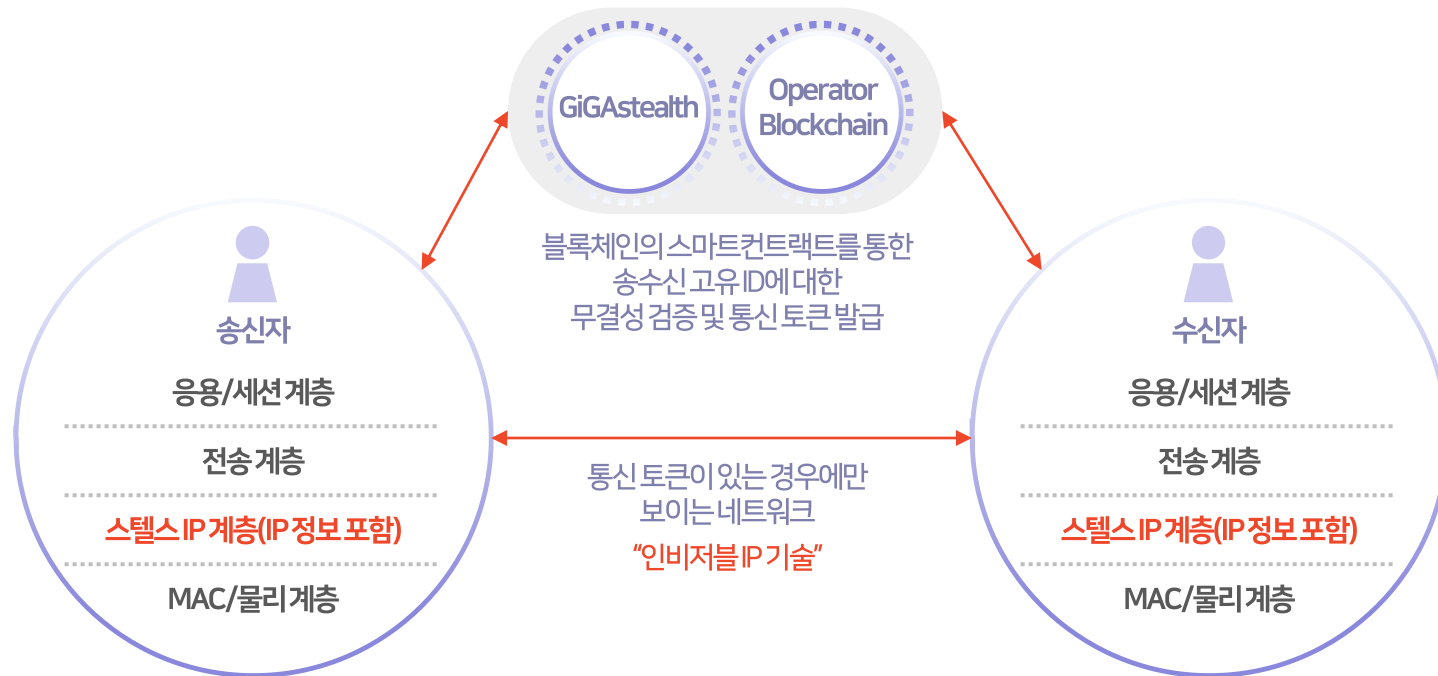 GiGAstealth
Operator
Blockchain
블록체인의 스마트컨트랙트를 통한
송수신 고유 ID에 대한
무결성 검증 및 통신 토큰 발급
송신자
응용/세션 계층
전송 계층
스텔스 IP 계층(IP 정보 포함)
MAC/물리 계층
통신 토큰이 있는 경우에만
보이는 네트워크
“인비저블 IP 기술”
수신자
응용/세션 계층
전송 계층
스텔스 IP 계층(IP 정보 포함)
MAC/물리 계층